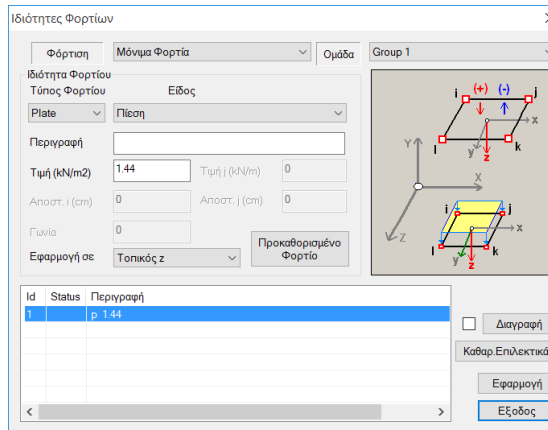 Ιδιότητες Φορτίων
Φόρτιση Μόνιμα Φορτία Ομάδα Group 1
Ιδιότητα Φορτίου
Τύπος Φορτίου Είδος
Plate Πίεση
Περιγραφή
Τιμή (kN/m2) 1.44 Τιμή j (kN/m) 0
Αποστ. i (cm) 0 Αποστ. j (cm) 0
Γωνία 0
Εφαρμογή σε Τοπικός z Προκαθορισμένο
Φορτίο
i (+) (-) j
x
y
l z k
Y
X
Z
i j
x
l y z k
Id Status Περιγραφή
1 p 1.44
Διαγραφή
Καθαρ.Επιλεκτικά
Εφαρμογή
Εξοδος